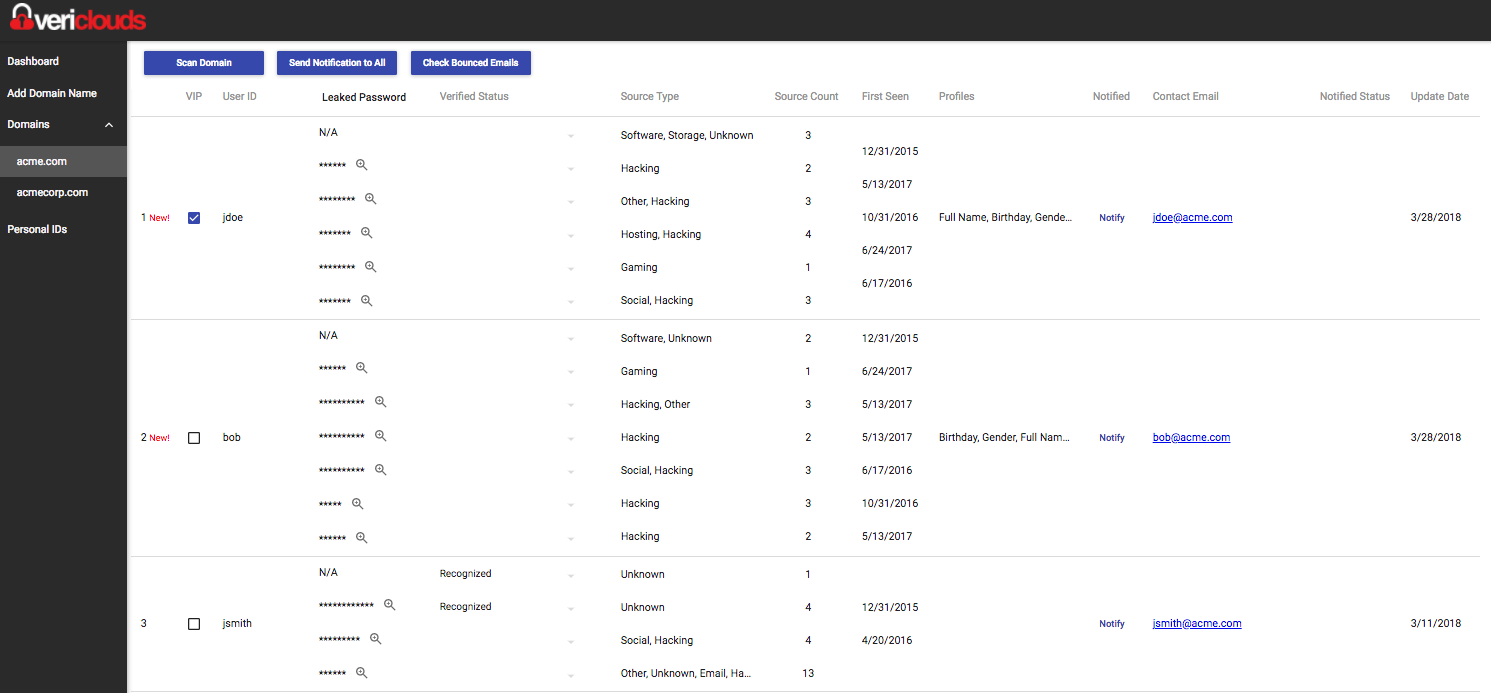 vericlouds
Dashboard
Add Domain Name
Domains
acme.com
acmecorp.com
Personal IDs
Scan Domain Send Notification to All Check Bounced Emails
VIP User ID Leaked Password Verified Status Source Type Source Count First Seen Profiles Notified Contact Email Notified Status Update Date
N/A Software, Storage, Unknown 3
12/31/2015
****** Hacking 2
5/13/2017
******** Other, Hacking 3
1 New! jdoe 10/31/2016 Full Name, Birthday, Gende... Notify jdoe@acme.com 3/28/2018
******* Hosting, Hacking 4
6/24/2017
******** Gaming 1
6/17/2016
******* Social, Hacking 3
N/A Software, Unknown 2 12/31/2015
****** Gaming 1 6/24/2017
********** Hacking, Other 3 5/13/2017
2 New! bob ********** Hacking 2 5/13/2017 Birthday, Gender, Full Nam... Notify bob@acme.com 3/28/2018
********** Social, Hacking 3 6/17/2016
***** Hacking 3 10/31/2016
****** Hacking 2 5/13/2017
N/A Recognized Unknown 1
************ Recognized Unknown 4 12/31/2015
3 jsmith Notify jsmith@acme.com 3/11/2018
********* Social, Hacking 4 4/20/2016
****** Other, Unknown, Email, Ha... 13